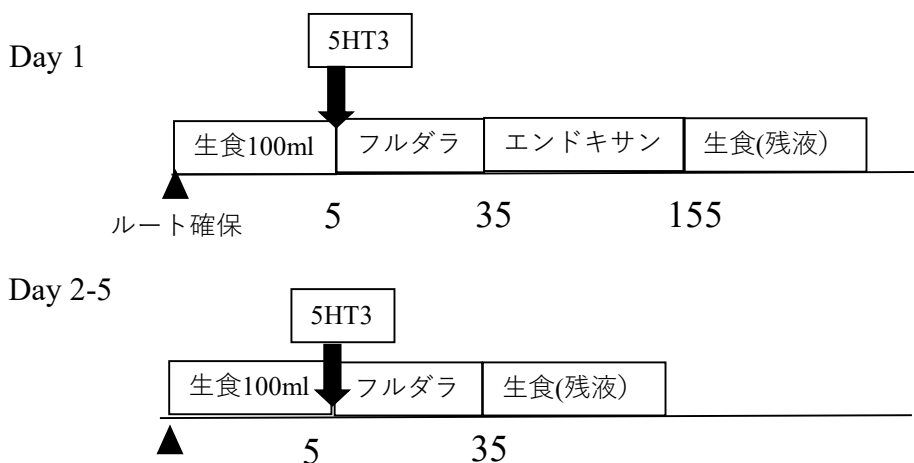 Day 1
5HT3
生食100ml フルダラ エンドキサン 生食(残液）
ルート確保 5 35 155
Day 2-5
5HT3
生食100ml フルダラ 生食(残液）
5 35